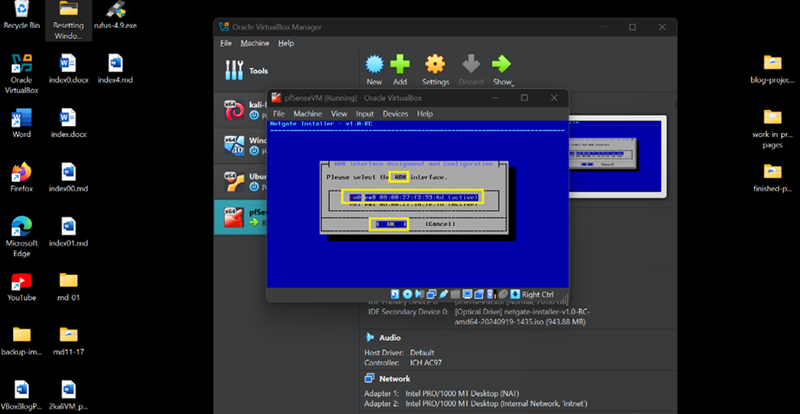 Recycle Bin
Resetting
Windo...
rufus-4.9.exe
Oracle
VirtualBox
index0.docx
index4.md
Word
index.docx
Firefox
index00.md
Microsoft
Edge
index01.md
YouTube
md-01
backup-im...
md11-17
VBoxBlogP...
2kaliVM_p...
Oracle VirtualBox Manager
File Machine Help
Tools
New Add Settings Discard Show
kali-l
Wind
Ubu
pfSe
pfSenseVM [Running] - Oracle VirtualBox
File Machine View Input Devices Help
Netgate Installer - v1.0-RC
WAN Interface Assignment and Configuration
Please select the WAN interface.
em0 08:00:27:f3:53:6d (active)
[ OK ] [Cancel]
Right Ctrl
IDE Secondary Device 0: [Optical Drive] netgate-installer-v1.0-RC-
amd64-20240919-1435.iso (943.88 MB)
Audio
Host Driver: Default
Controller: ICH AC97
Network
Adapter 1: Intel PRO/1000 MT Desktop (NAT)
Adapter 2: Intel PRO/1000 MT Desktop (Internal Network, 'intnet')
blog-projec...
work-in-pr...
pages
finished-p...